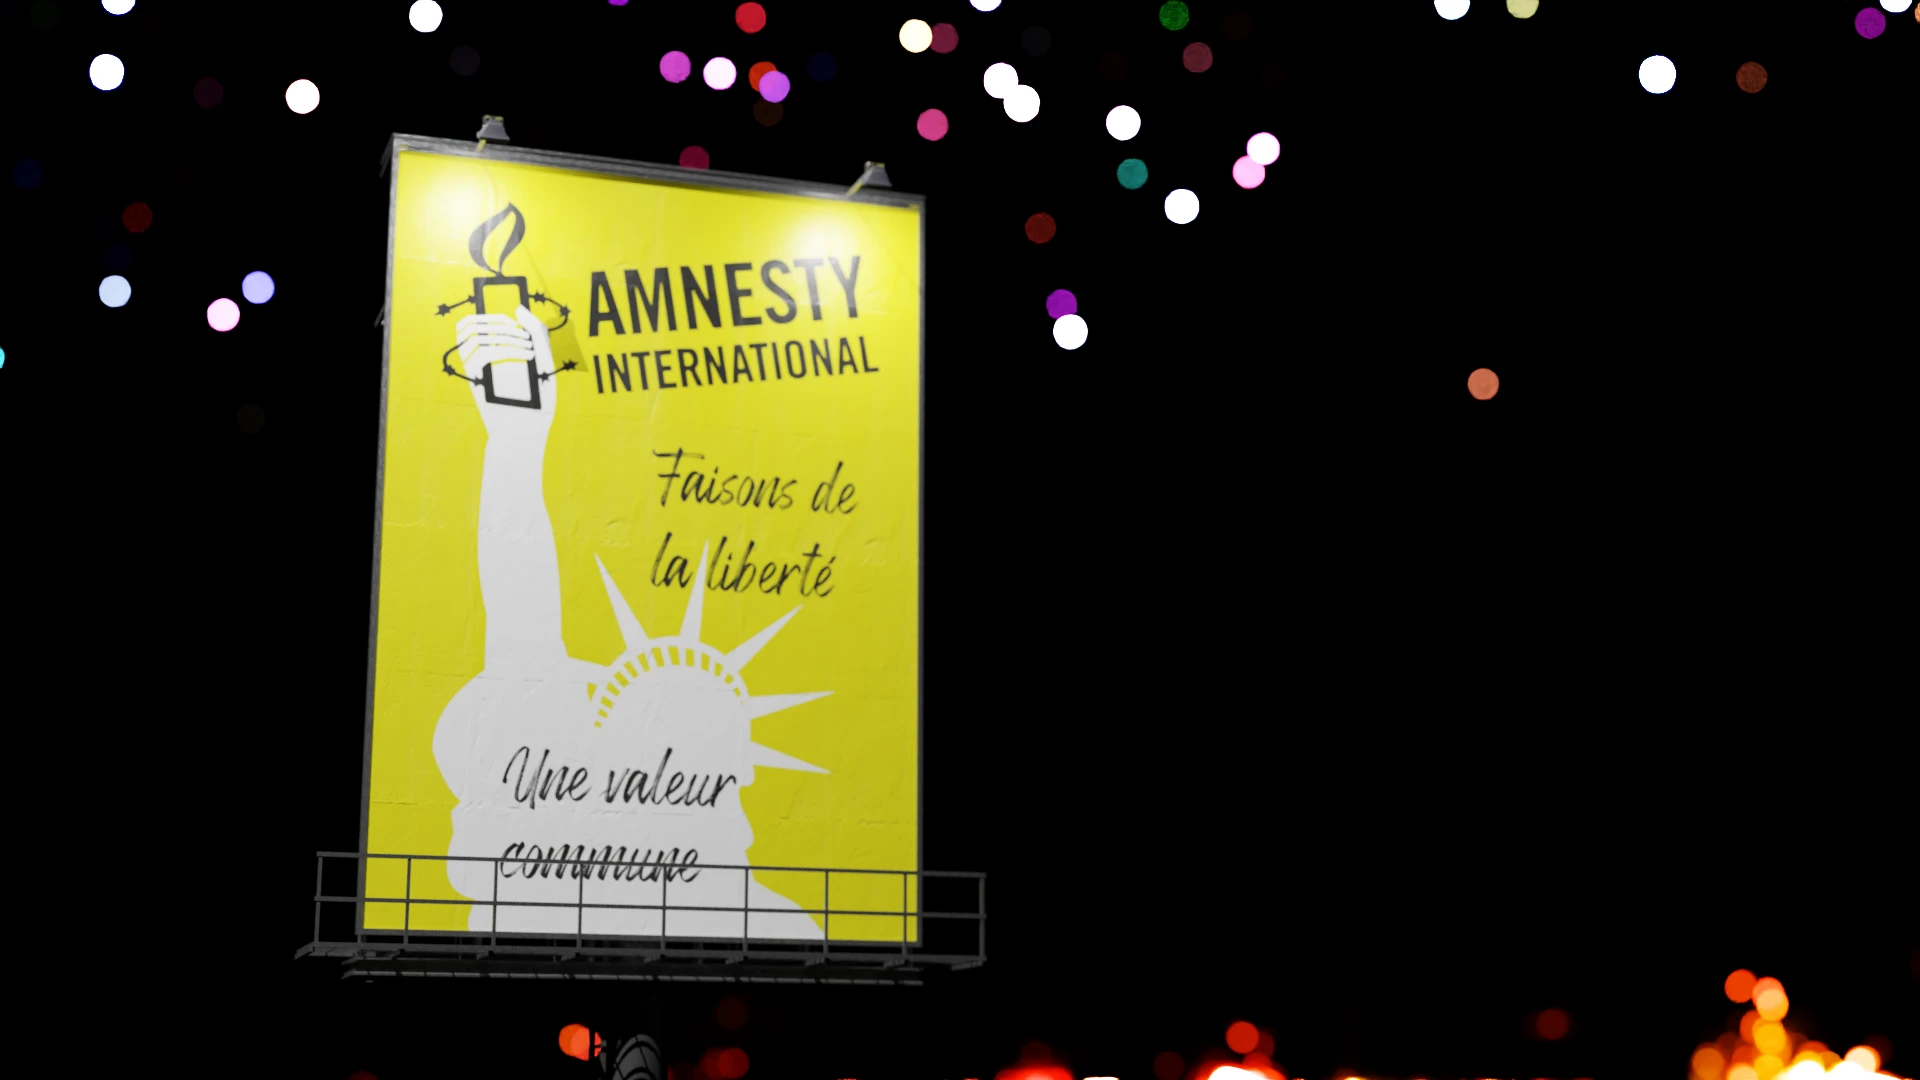 AMNESTY
INTERNATIONAL
Faisons de
la liberté
Une valeur
commune